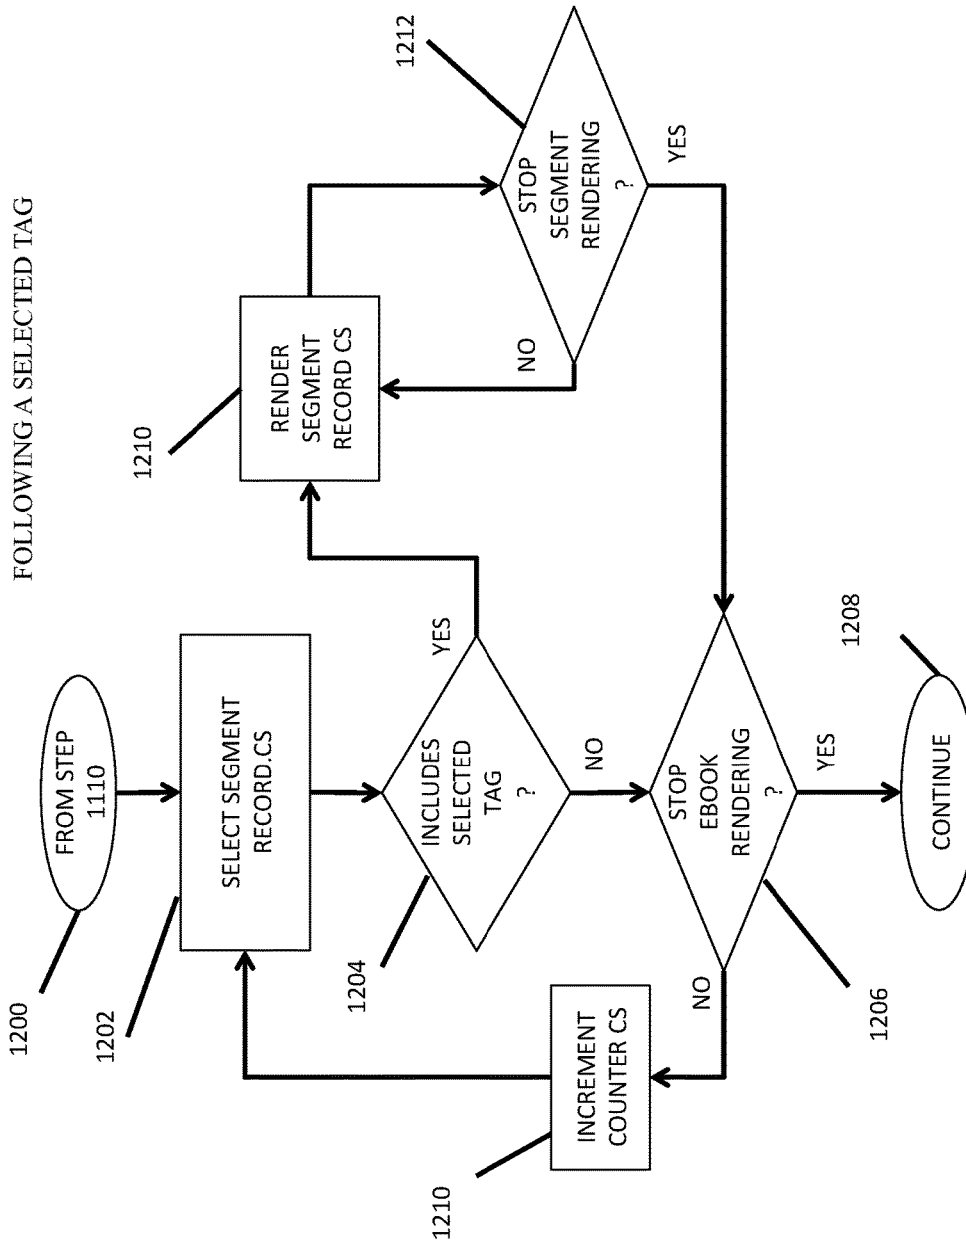 FOLLOWING A SELECTED TAG
1200
FROM STEP
1110
1202
SELECT SEGMENT
RECORD.CS
1204
INCLUDES
SELECTED
TAG
?
YES
NO
1210
RENDER
SEGMENT
RECORD CS
1212
STOP
SEGMENT
RENDERING
?
NO
YES
1206
STOP
EBOOK
RENDERING
?
NO
YES
1210
INCREMENT
COUNTER CS
1208
CONTINUE